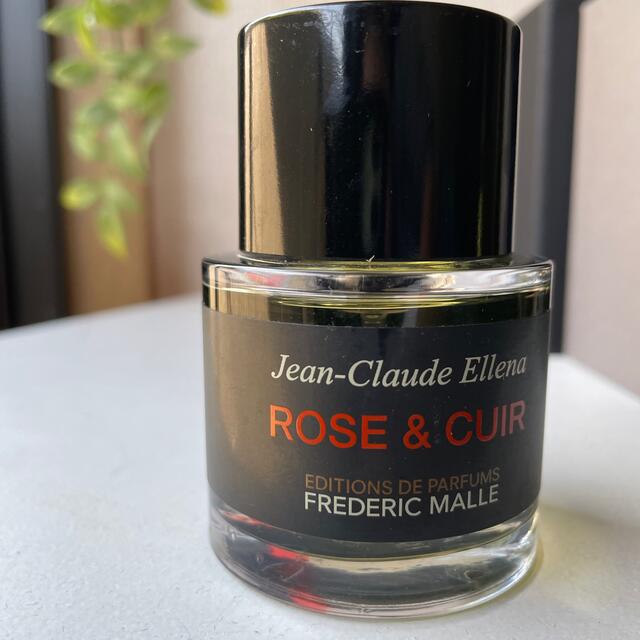 Jean-Claude Ellena
ROSE & CUIR
EDITIONS DE PARFUMS
FREDERIC MALLE